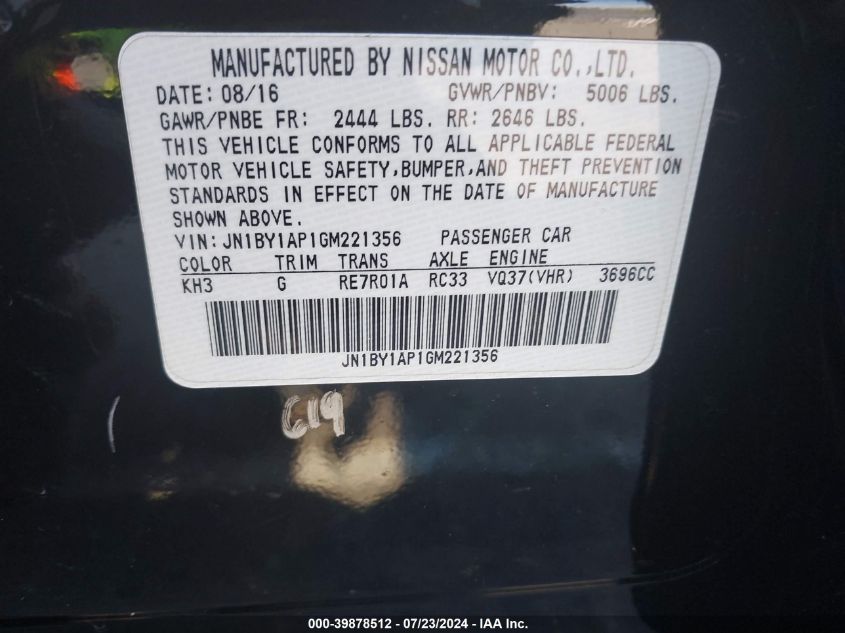 MANUFACTURED BY NISSAN MOTOR CO.,LTD.
DATE: 08/16 GVWR/PNBV: 5006 LBS.
GAWR/PNBE FR: 2444 LBS. RR: 2646 LBS.
THIS VEHICLE CONFORMS TO ALL APPLICABLE FEDERAL
MOTOR VEHICLE SAFETY,BUMPER,AND THEFT PREVENTION
STANDARDS IN EFFECT ON THE DATE OF MANUFACTURE
SHOWN ABOVE.
VIN:JN1BY1AP1GM221356 PASSENGER CAR
COLOR TRIM TRANS AXLE ENGINE
KH3 G RE7R01A RC33 VQ37(VHR) 3696CC
JN1BY1AP1GM221356
G19
000-39878512 - 07/23/2024 - IAAI, Inc.